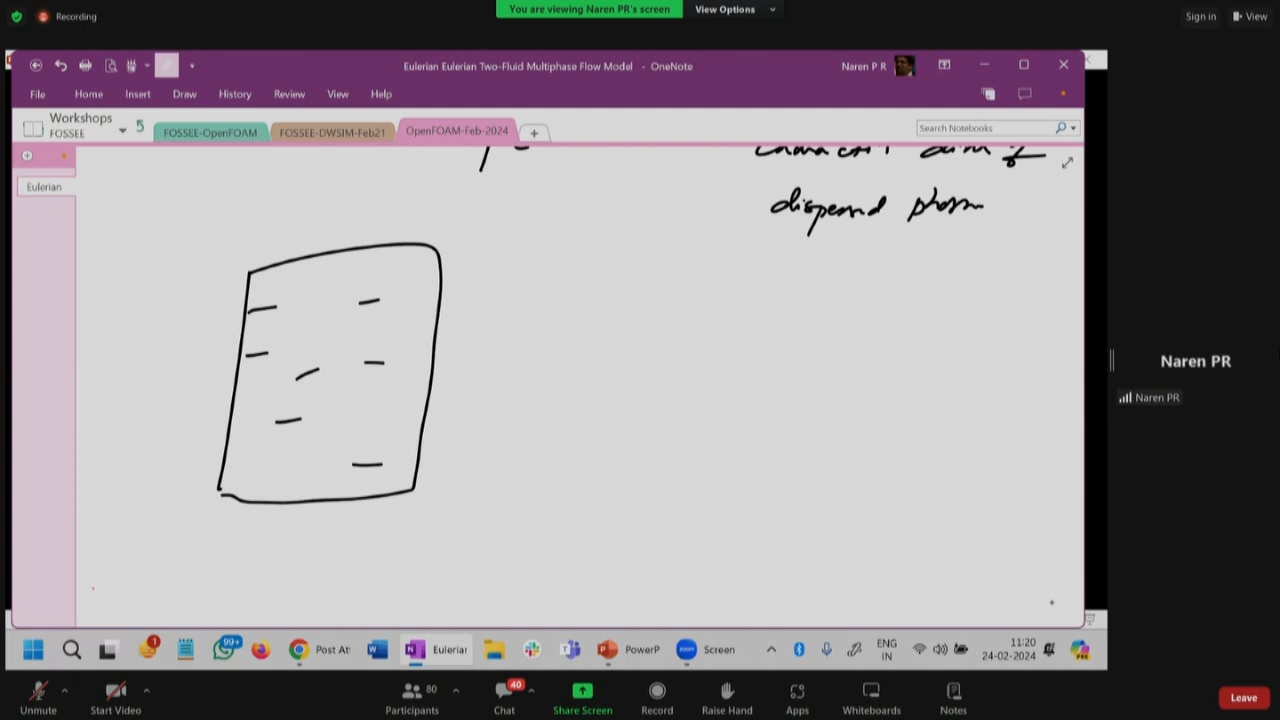 You are viewing Naren PR's screen
View Options
Recording
Sign in
View
Eulerian Eulerian Two-Fluid Multiphase Flow Model - OneNote
Naren P R
File
Home
Insert
Draw
History
Review
View
Help
Workshops
FOSSEE
FOSSEE-OpenFOAM
FOSSEE-DWSIM-Feb21
OpenFOAM-Feb-2024
Search Notebooks
Eulerian
dispersed phase
Naren PR
Naren PR
1
99+
Post At
Eulerian
PowerP
zoom
Screen
ENG
IN
11:20
24-02-2024
PRE
Unmute
Start Video
80
Participants
40
Chat
Share Screen
Record
Raise Hand
Apps
Whiteboards
Notes
Leave